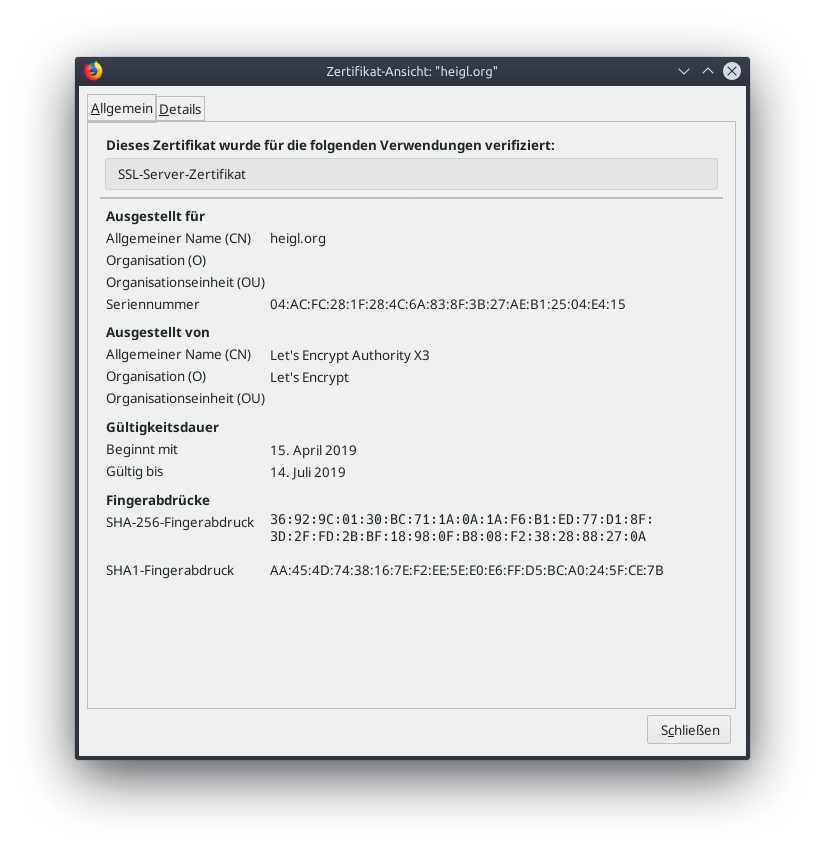 Zertifikat-Ansicht: "heigl.org"
Allgemein Details
Dieses Zertifikat wurde für die folgenden Verwendungen verifiziert:
SSL-Server-Zertifikat
Ausgestellt für
Allgemeiner Name (CN) heigl.org
Organisation (O)
Organisationseinheit (OU)
Seriennummer 04:AC:FC:28:1F:28:4C:6A:83:8F:3B:27:AE:B1:25:04:E4:15
Ausgestellt von
Allgemeiner Name (CN) Let's Encrypt Authority X3
Organisation (O) Let's Encrypt
Organisationseinheit (OU)
Gültigkeitsdauer
Beginnt mit 15. April 2019
Gültig bis 14. Juli 2019
Fingerabdrücke
SHA-256-Fingerabdruck 36:92:9C:01:30:BC:71:1A:0A:1A:F6:B1:ED:77:D1:8F:
3D:2F:FD:2B:BF:18:98:0F:B8:08:F2:38:28:88:27:0A
SHA1-Fingerabdruck AA:45:4D:74:38:16:7E:F2:EE:5E:E0:E6:FF:D5:BC:A0:24:5F:CE:7B
Schließen